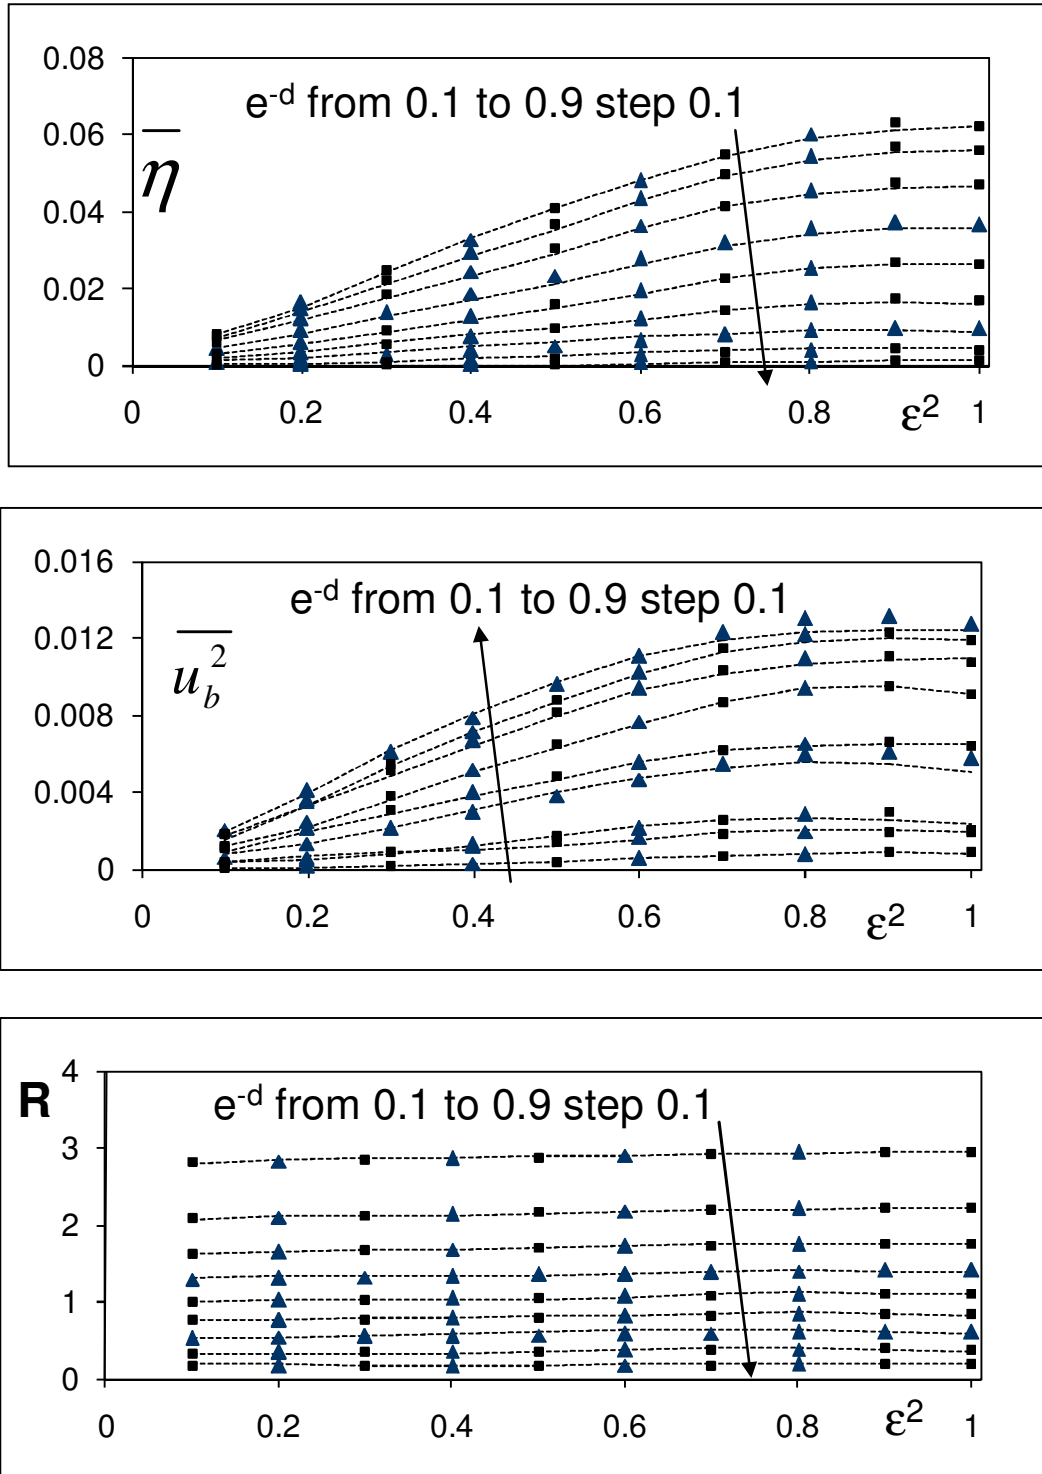 0.08
e^-d from 0.1 to 0.9 step 0.1
0.06
η̅
0.04
0.02
0
0 0.2 0.4 0.6 0.8 ε² 1
0.016
e^-d from 0.1 to 0.9 step 0.1
0.012
\overline{u_b^2}
0.008
0.004
0
0 0.2 0.4 0.6 0.8 ε² 1
4
R e^-d from 0.1 to 0.9 step 0.1
3
2
1
0
0 0.2 0.4 0.6 0.8 ε² 1